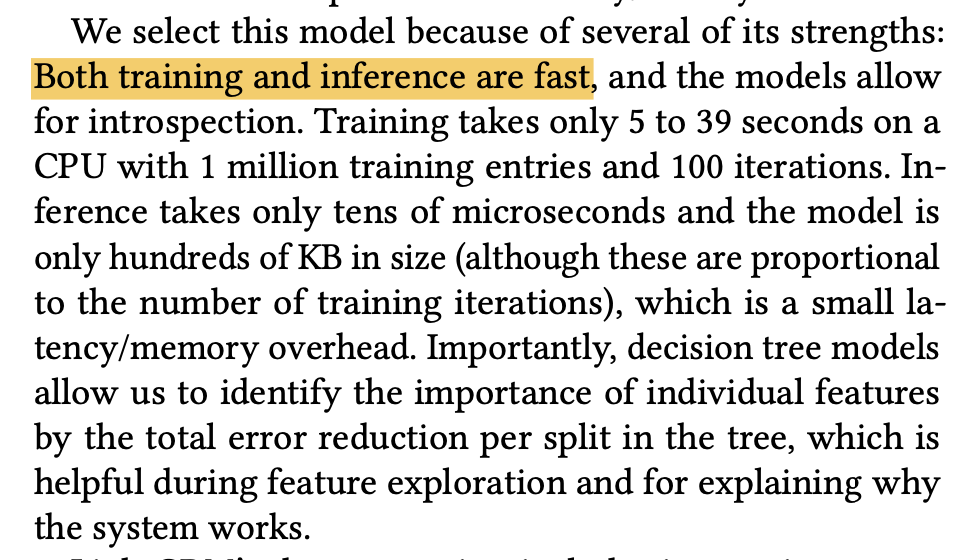 We select this model because of several of its strengths:
Both training and inference are fast, and the models allow
for introspection. Training takes only 5 to 39 seconds on a
CPU with 1 million training entries and 100 iterations. In-
ference takes only tens of microseconds and the model is
only hundreds of KB in size (although these are proportional
to the number of training iterations), which is a small la-
tency/memory overhead. Importantly, decision tree models
allow us to identify the importance of individual features
by the total error reduction per split in the tree, which is
helpful during feature exploration and for explaining why
the system works.